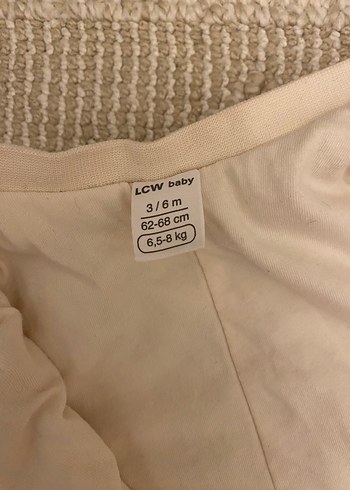 LCW baby
3 / 6 m
62-68 cm
6,5-8 kg